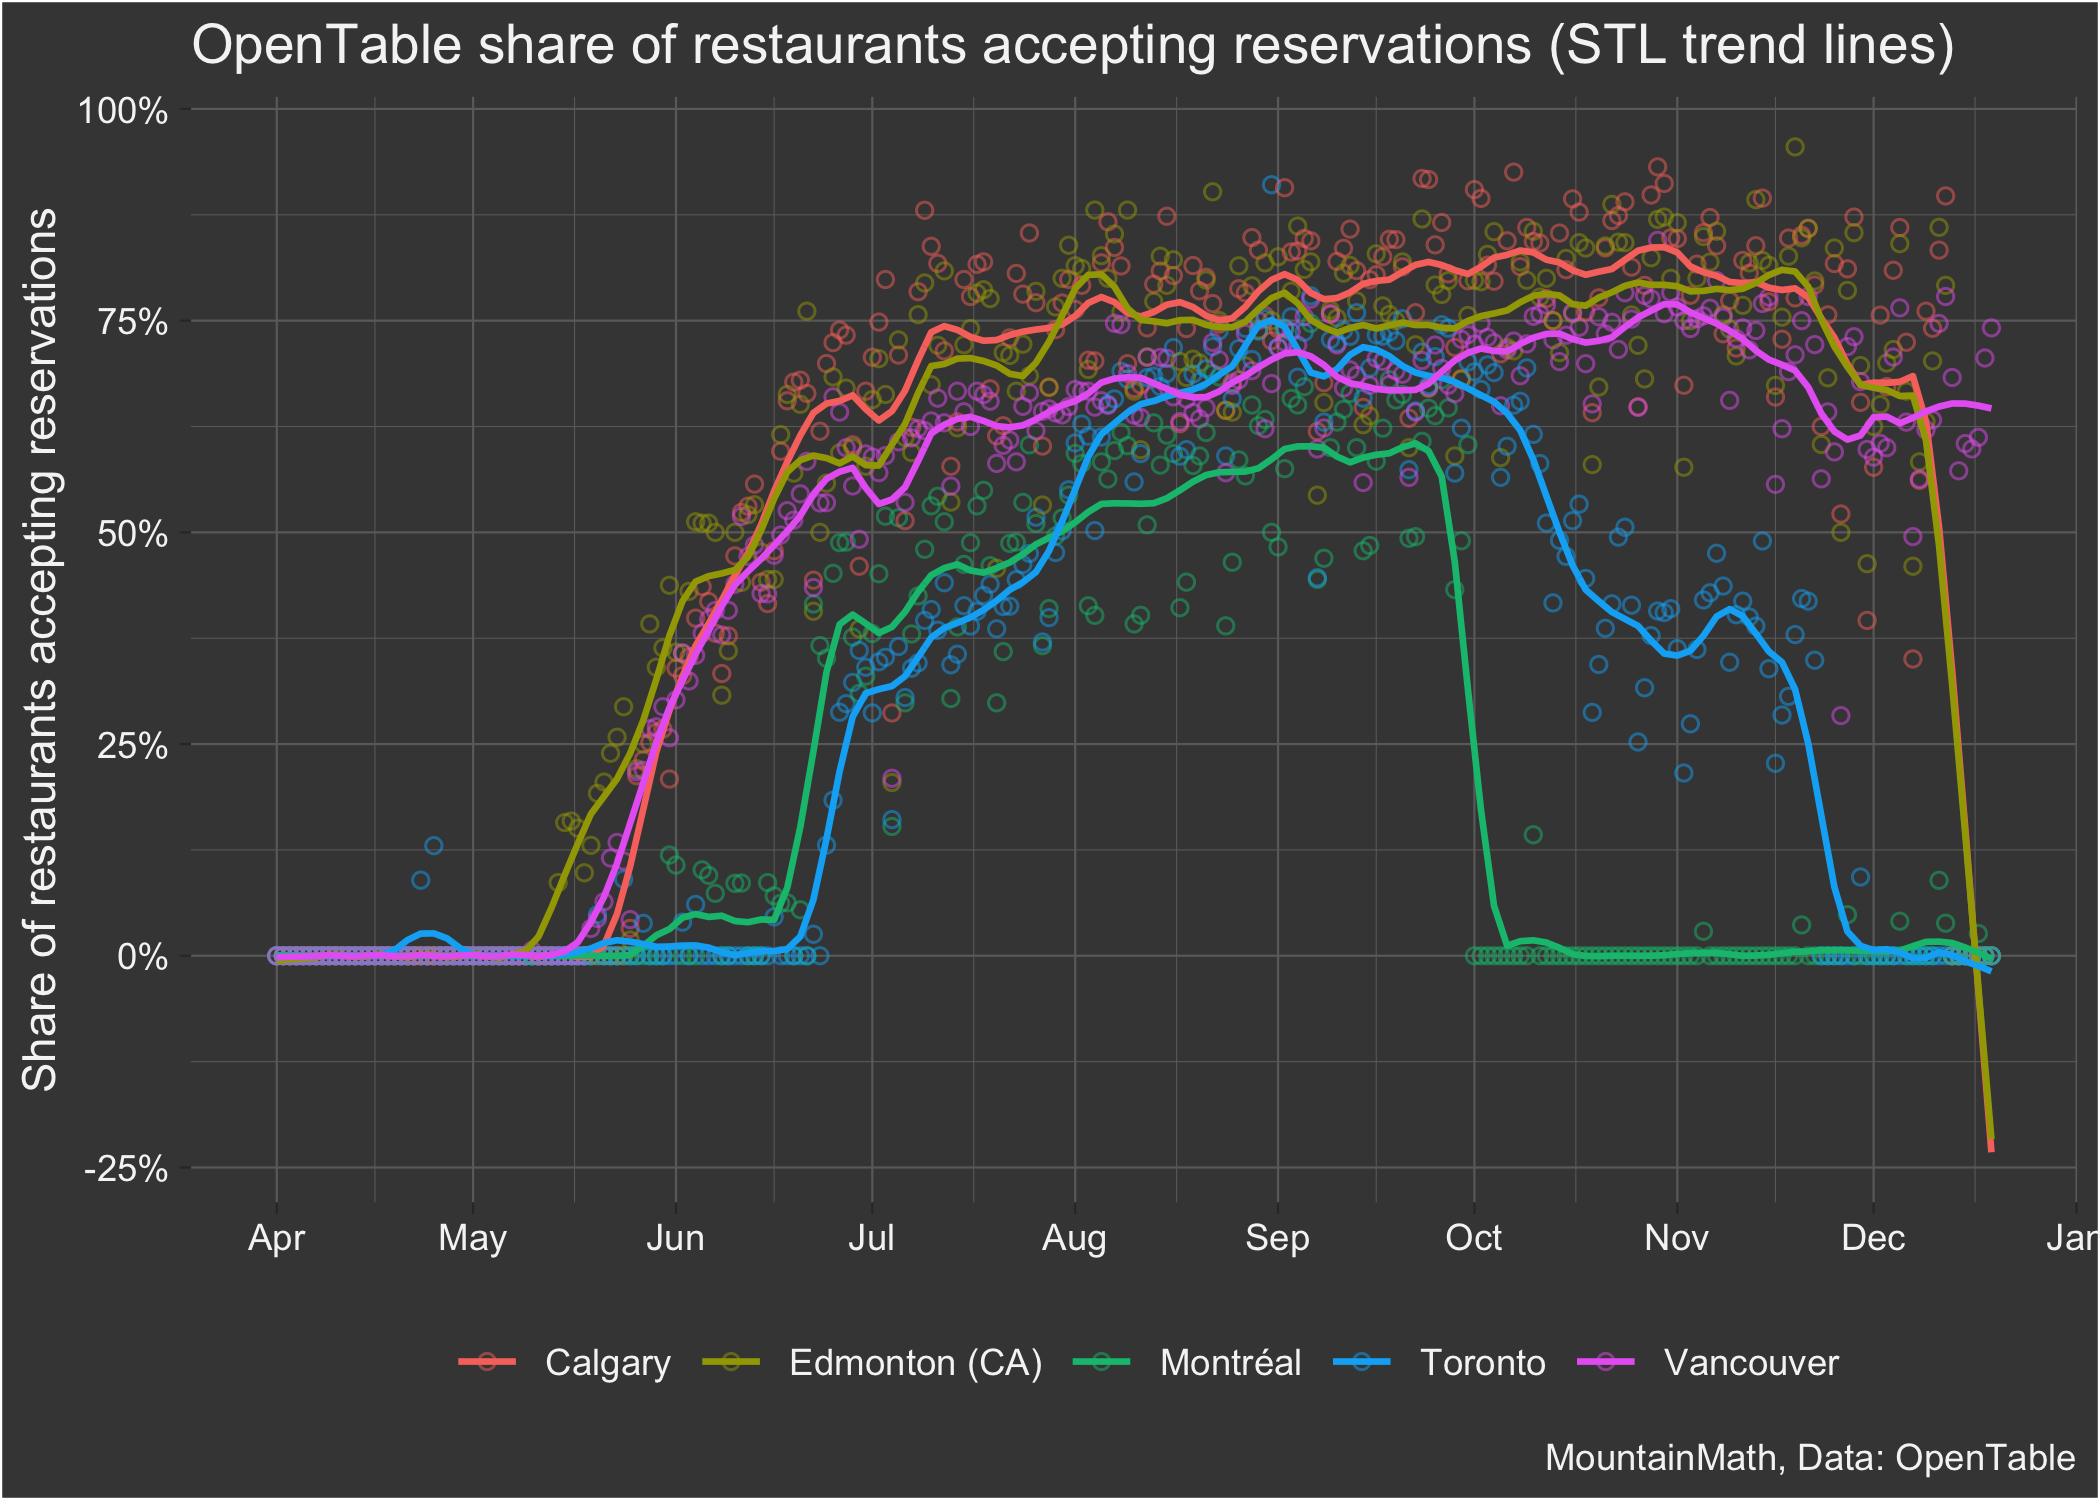 OpenTable share of restaurants accepting reservations (STL trend lines)
Share of restaurants accepting reservations
100%
75%
50%
25%
0%
-25%
Apr May Jun Jul Aug Sep Oct Nov Dec Jan
Calgary Edmonton (CA) Montréal Toronto Vancouver
MountainMath, Data: OpenTable